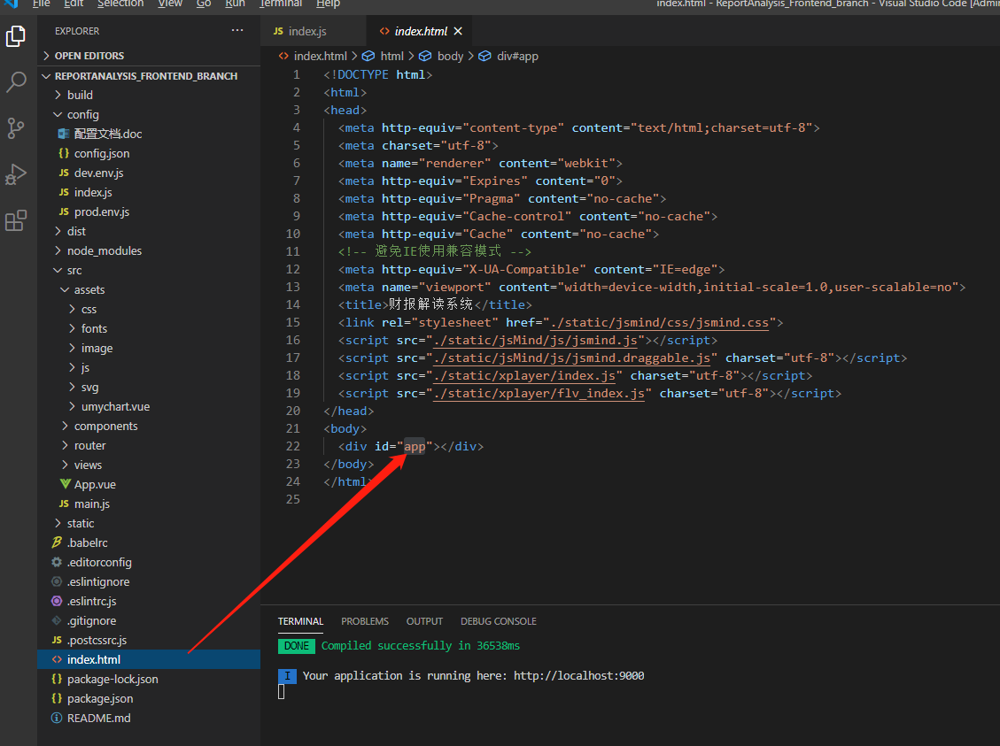 File Edit Selection View Go Run Terminal Help
index.html - ReportAnalysis_Frontend_branch - Visual Studio Code [Admi
EXPLORER
OPEN EDITORS
REPORTANALYSIS_FRONTEND_BRANCH
build
config
配置文档.doc
config.json
dev.env.js
index.js
prod.env.js
dist
node_modules
src
assets
css
fonts
image
js
svg
umychart.vue
components
router
views
App.vue
main.js
static
.babelrc
.editorconfig
.eslintignore
.eslintrc.js
.gitignore
.postcssrc.js
index.html
package-lock.json
package.json
README.md
JS index.js <> index.html ×
<> index.html > html > body > div#app
1 <!DOCTYPE html>
2 <html>
3 <head>
4 <meta http-equiv="content-type" content="text/html;charset=utf-8">
5 <meta charset="utf-8">
6 <meta name="renderer" content="webkit">
7 <meta http-equiv="Expires" content="0">
8 <meta http-equiv="Pragma" content="no-cache">
9 <meta http-equiv="Cache-control" content="no-cache">
10 <meta http-equiv="Cache" content="no-cache">
11 <!-- 避免IE使用兼容模式 -->
12 <meta http-equiv="X-UA-Compatible" content="IE=edge">
13 <meta name="viewport" content="width=device-width,initial-scale=1.0,user-scalable=no">
14 <title>财报解读系统</title>
15 <link rel="stylesheet" href="./static/jsmind/css/jsmind.css">
16 <script src="./static/jsMind/js/jsmind.js"></script>
17 <script src="./static/jsMind/js/jsmind.draggable.js" charset="utf-8"></script>
18 <script src="./static/xplayer/index.js" charset="utf-8"></script>
19 <script src="./static/xplayer/flv_index.js" charset="utf-8"></script>
20 </head>
21 <body>
22 <div id="app"></div>
23 </body>
24 </html>
25
TERMINAL PROBLEMS OUTPUT DEBUG CONSOLE
DONE Compiled successfully in 36538ms
I Your application is running here: http://localhost:9000